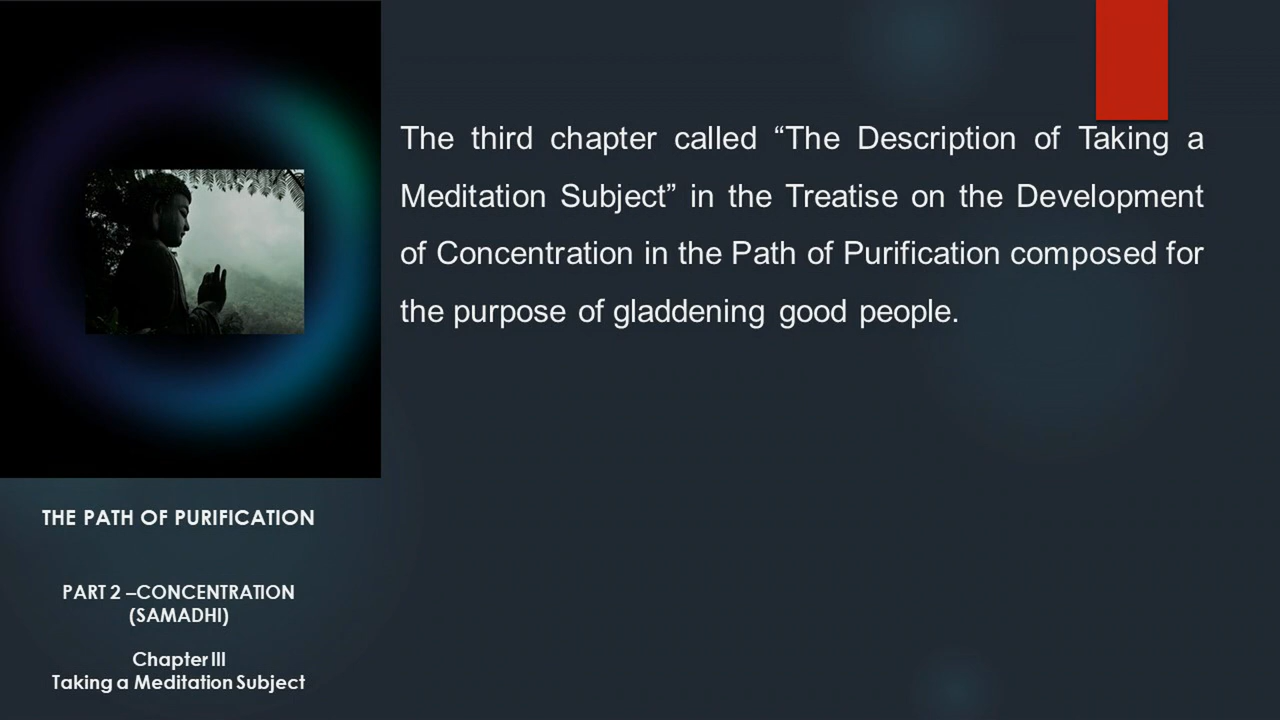 The third chapter called “The Description of Taking a
Meditation Subject” in the Treatise on the Development
of Concentration in the Path of Purification composed for
the purpose of gladdening good people.
THE PATH OF PURIFICATION
PART 2 –CONCENTRATION
(SAMADHI)
Chapter III
Taking a Meditation Subject